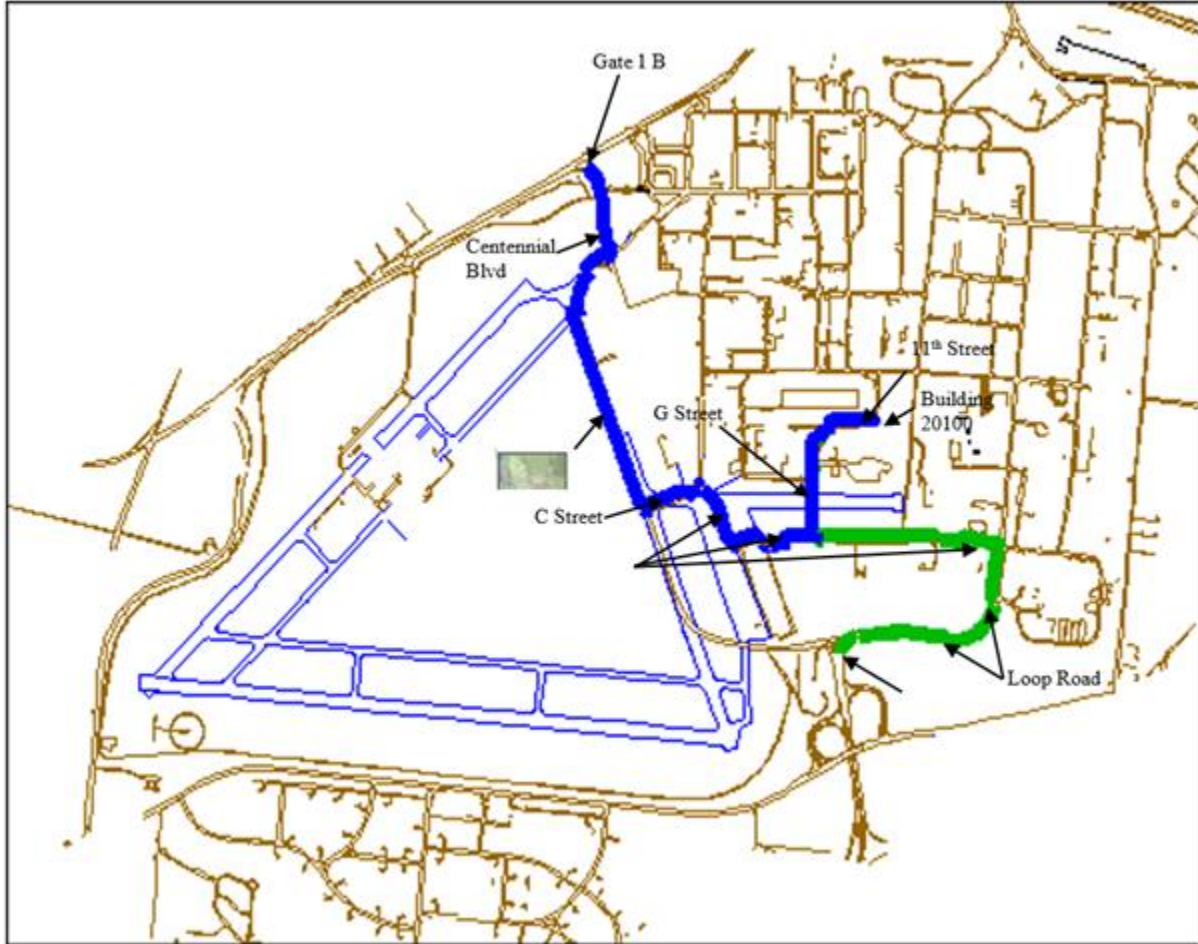 Gate 1 B
Centennial
Blvd
11th Street
Building
20100
G Street
C Street
Loop Road